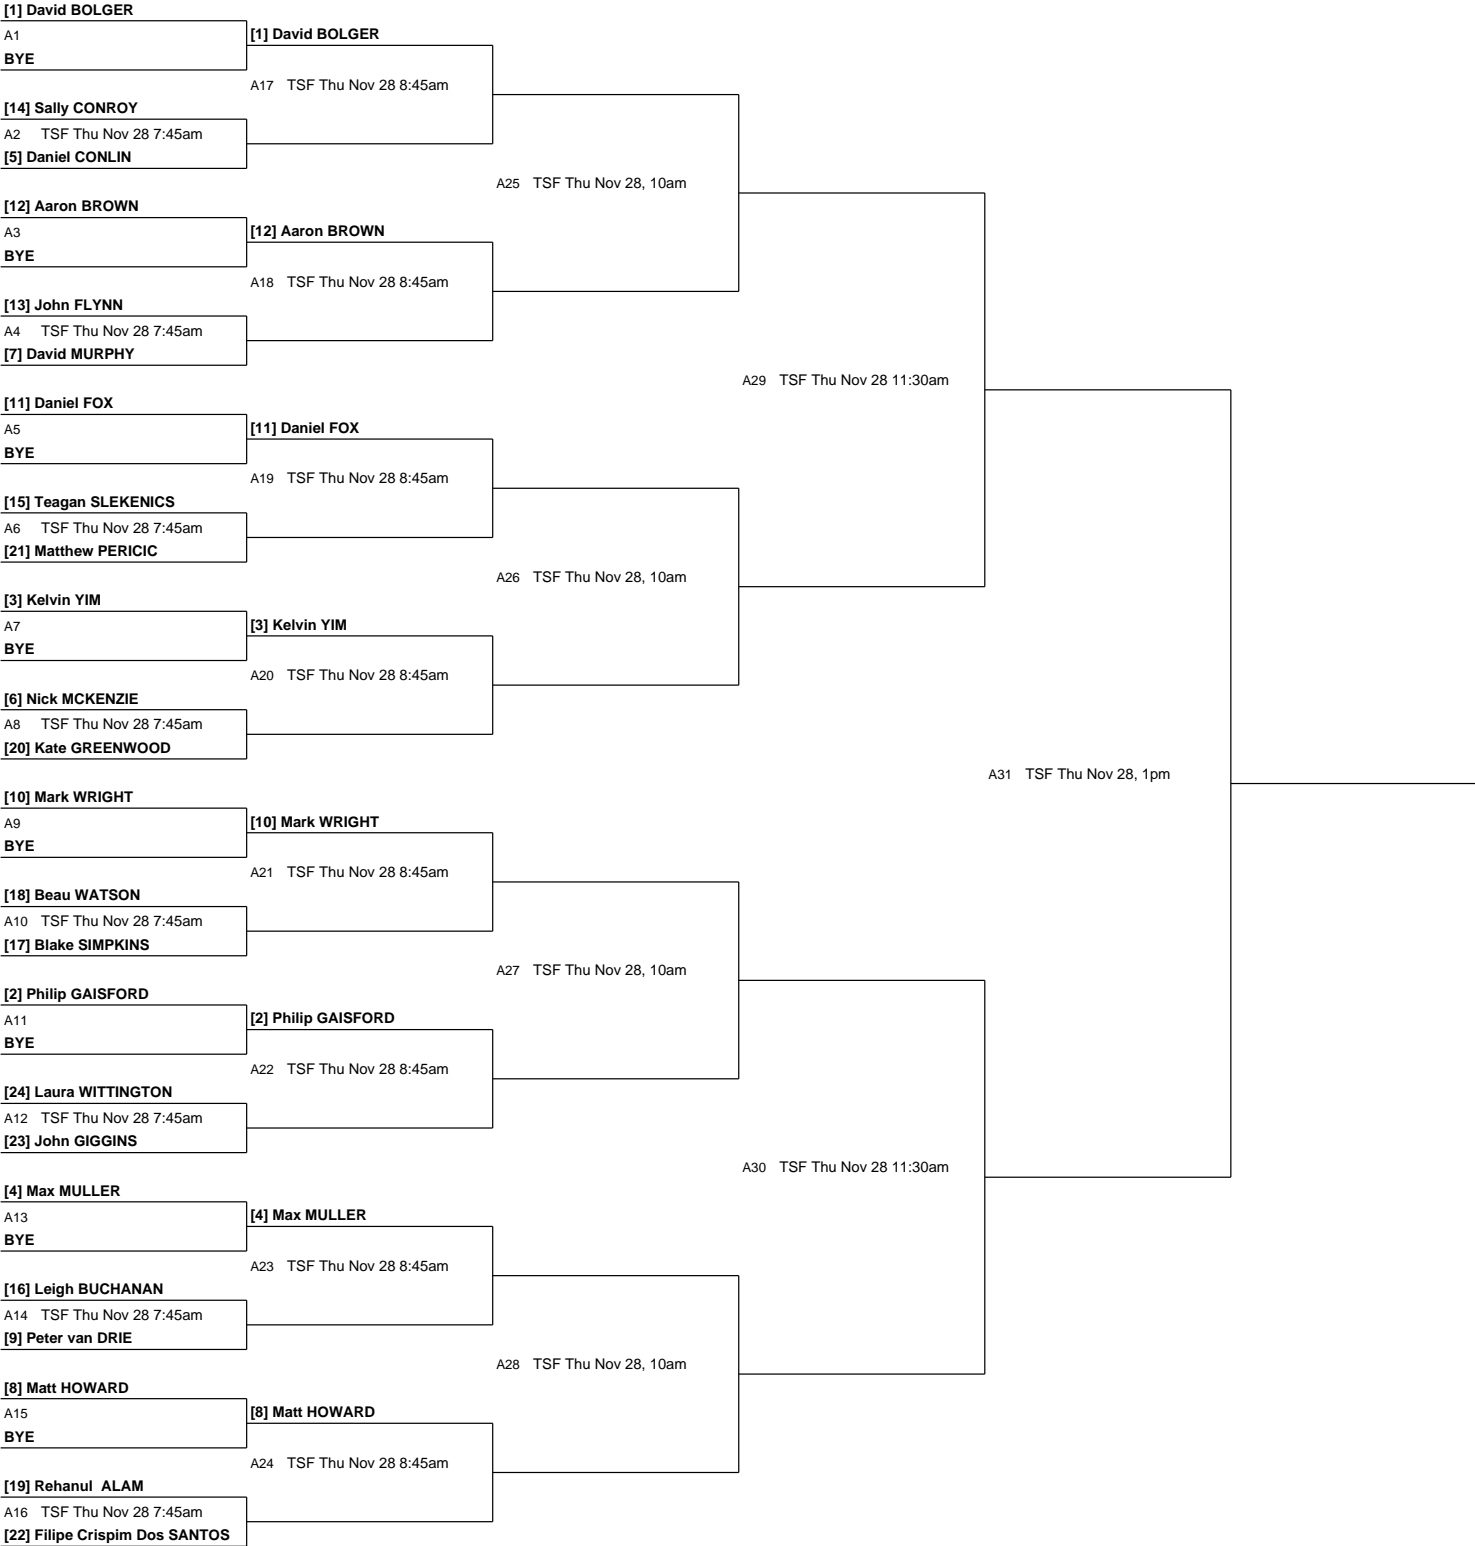 [1] David BOLGER
A1
BYE
[1] David BOLGER
A17 TSF Thu Nov 28 8:45am
[14] Sally CONROY
A2 TSF Thu Nov 28 7:45am
[5] Daniel CONLIN
A25 TSF Thu Nov 28, 10am
[12] Aaron BROWN
A3
BYE
[12] Aaron BROWN
A18 TSF Thu Nov 28 8:45am
[13] John FLYNN
A4 TSF Thu Nov 28 7:45am
[7] David MURPHY
A29 TSF Thu Nov 28 11:30am
[11] Daniel FOX
A5
BYE
[11] Daniel FOX
A19 TSF Thu Nov 28 8:45am
[15] Teagan SLEKENICS
A6 TSF Thu Nov 28 7:45am
[21] Matthew PERICIC
A26 TSF Thu Nov 28, 10am
[3] Kelvin YIM
A7
BYE
[3] Kelvin YIM
A20 TSF Thu Nov 28 8:45am
[6] Nick MCKENZIE
A8 TSF Thu Nov 28 7:45am
[20] Kate GREENWOOD
A31 TSF Thu Nov 28, 1pm
[10] Mark WRIGHT
A9
BYE
[10] Mark WRIGHT
A21 TSF Thu Nov 28 8:45am
[18] Beau WATSON
A10 TSF Thu Nov 28 7:45am
[17] Blake SIMPKINS
A27 TSF Thu Nov 28, 10am
[2] Philip GAISFORD
A11
BYE
[2] Philip GAISFORD
A22 TSF Thu Nov 28 8:45am
[24] Laura WITTINGTON
A12 TSF Thu Nov 28 7:45am
[23] John GIGGINS
A30 TSF Thu Nov 28 11:30am
[4] Max MULLER
A13
BYE
[4] Max MULLER
A23 TSF Thu Nov 28 8:45am
[16] Leigh BUCHANAN
A14 TSF Thu Nov 28 7:45am
[9] Peter van DRIE
A28 TSF Thu Nov 28, 10am
[8] Matt HOWARD
A15
BYE
[8] Matt HOWARD
A24 TSF Thu Nov 28 8:45am
[19] Rehanul ALAM
A16 TSF Thu Nov 28 7:45am
[22] Filipe Crispim Dos SANTOS